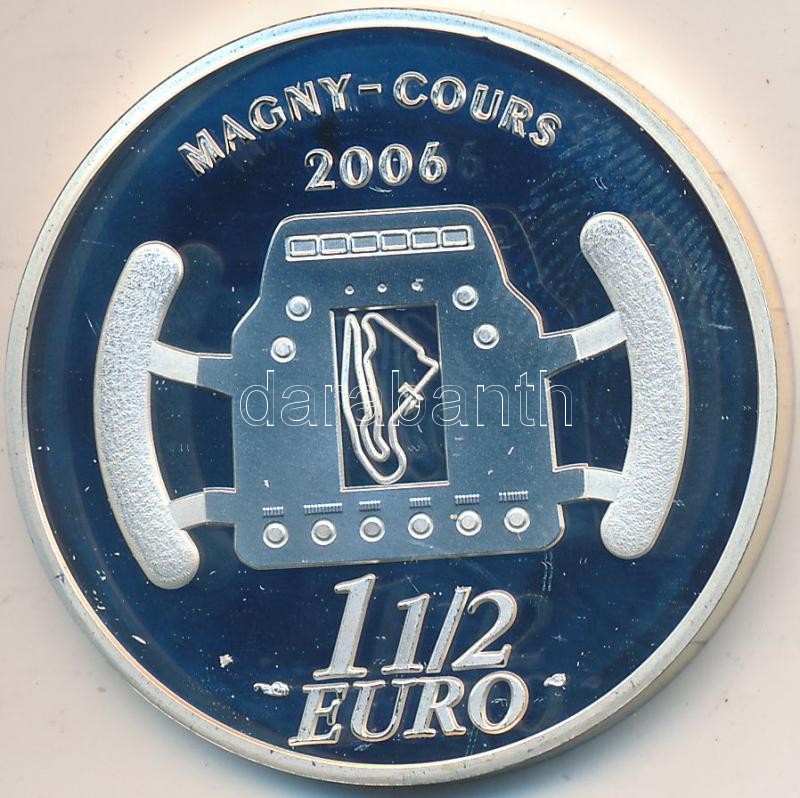 MAGNY-COURS
2006
darabanth
1 1/2
EURO